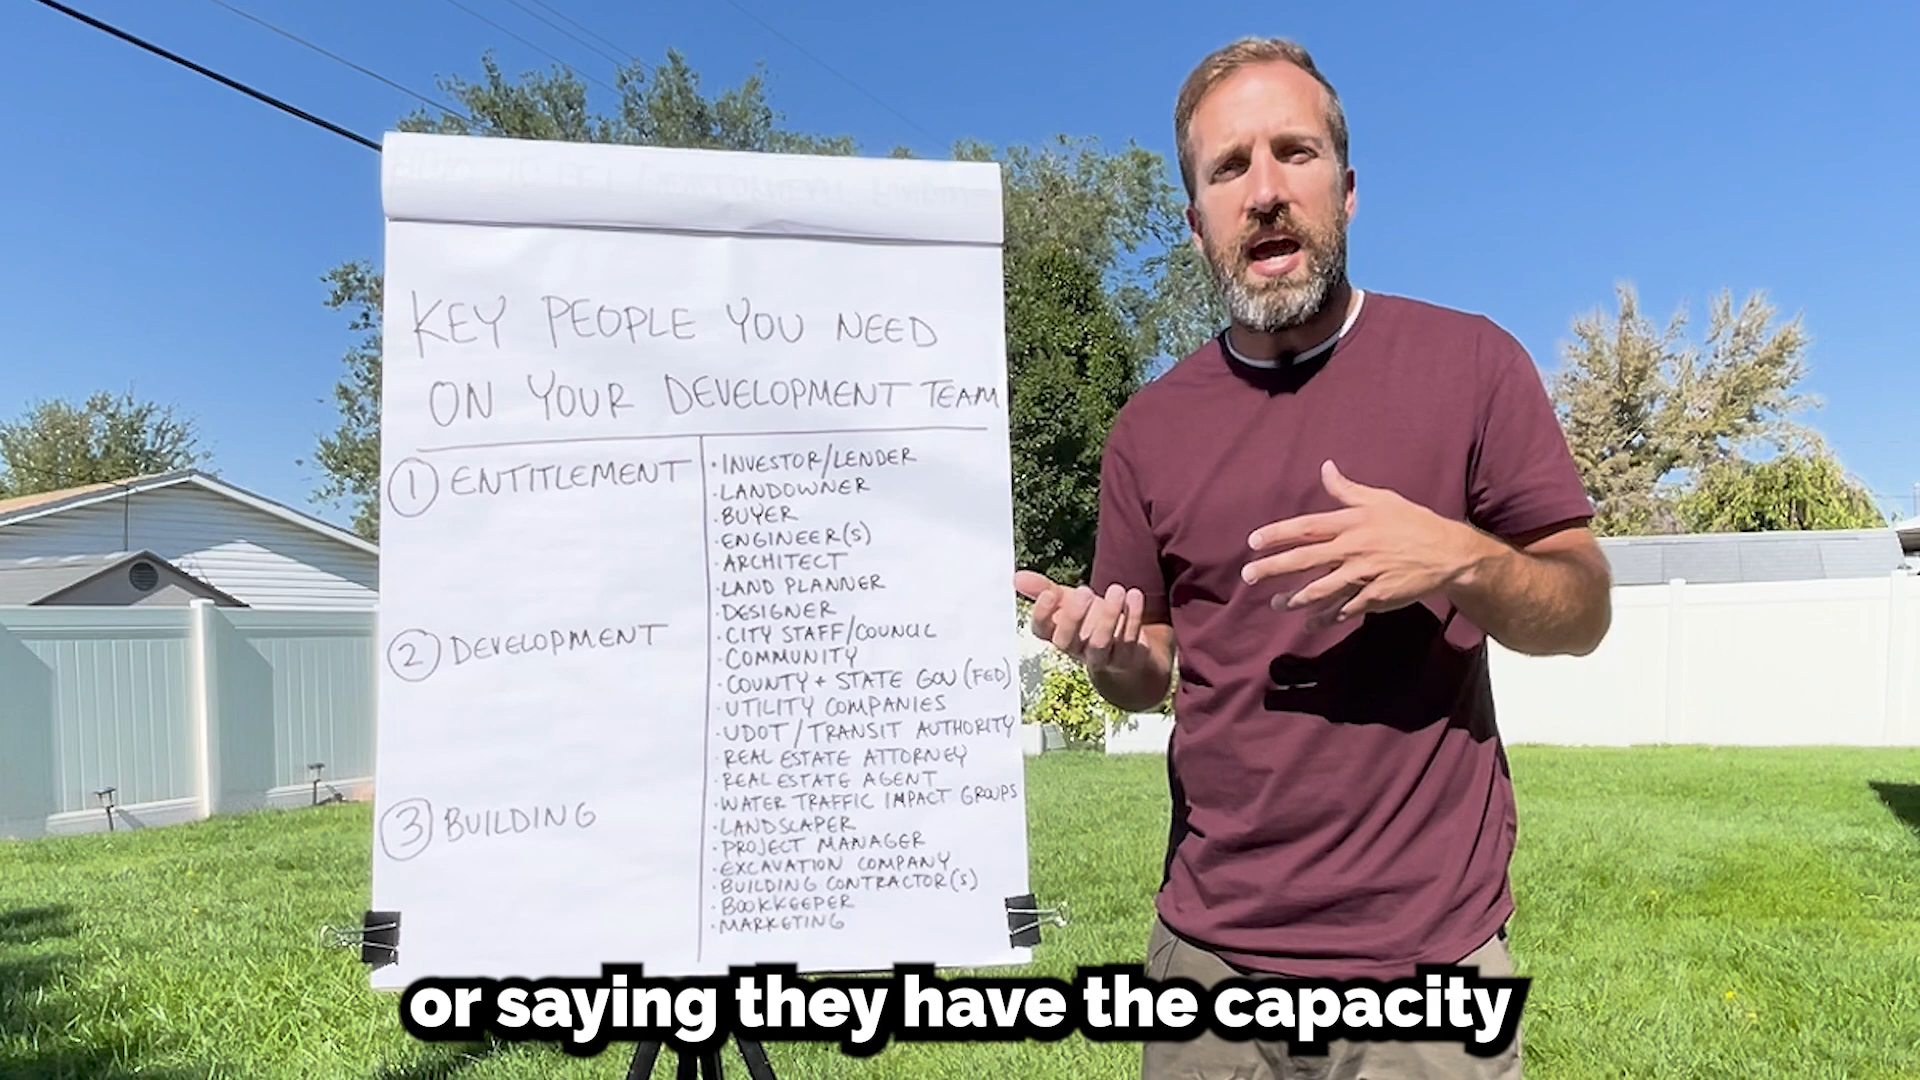 KEY PEOPLE YOU NEED
ON YOUR DEVELOPMENT TEAM
① ENTITLEMENT
② DEVELOPMENT
③ BUILDING
· INVESTOR/LENDER
· LANDOWNER
· BUYER
· ENGINEER(S)
· ARCHITECT
· LAND PLANNER
· DESIGNER
· CITY STAFF/COUNCIL
· COMMUNITY
· COUNTY + STATE GOV (FED)
· UTILITY COMPANIES
· UDOT/TRANSIT AUTHORITY
· REAL ESTATE ATTORNEY
· REAL ESTATE AGENT
· WATER TRAFFIC IMPACT GROUPS
· LANDSCAPER
· PROJECT MANAGER
· EXCAVATION COMPANY
· BUILDING CONTRACTOR(S)
· BOOKKEEPER
· MARKETING
or saying they have the capacity